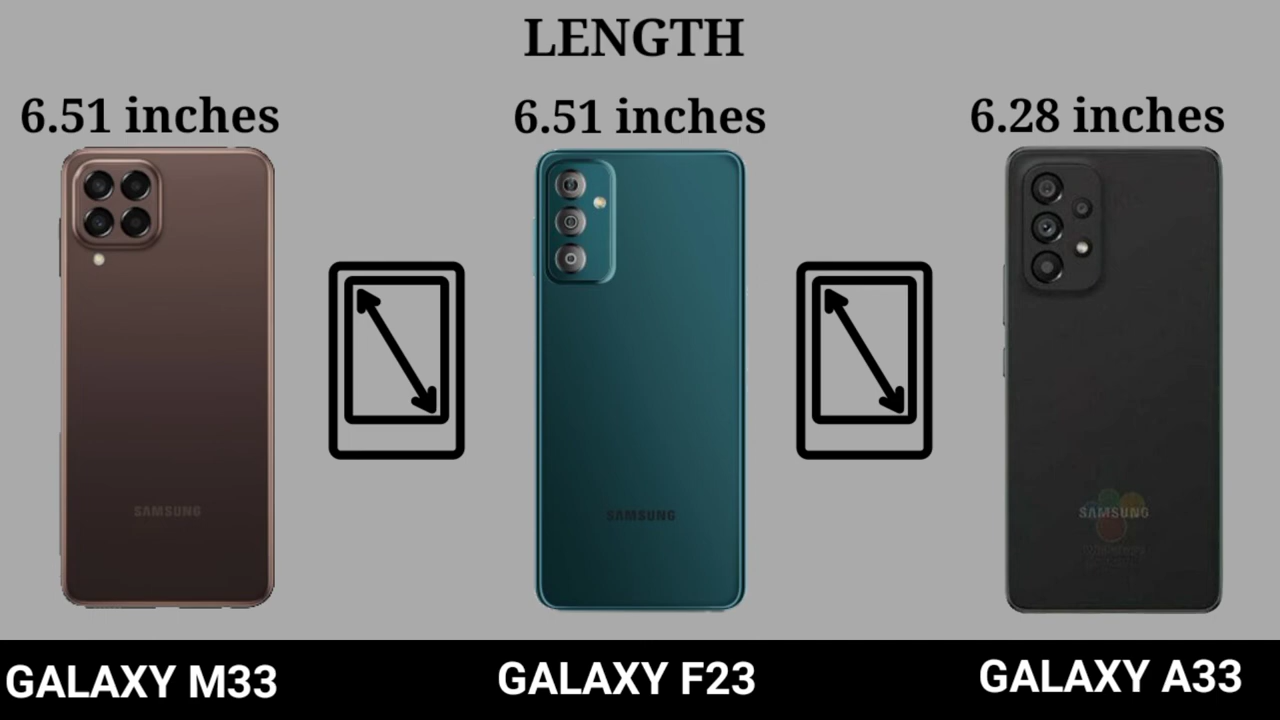 LENGTH
6.51 inches
6.51 inches
6.28 inches
SAMSUNG
SAMSUNG
SAMSUNG
GALAXY M33
GALAXY F23
GALAXY A33